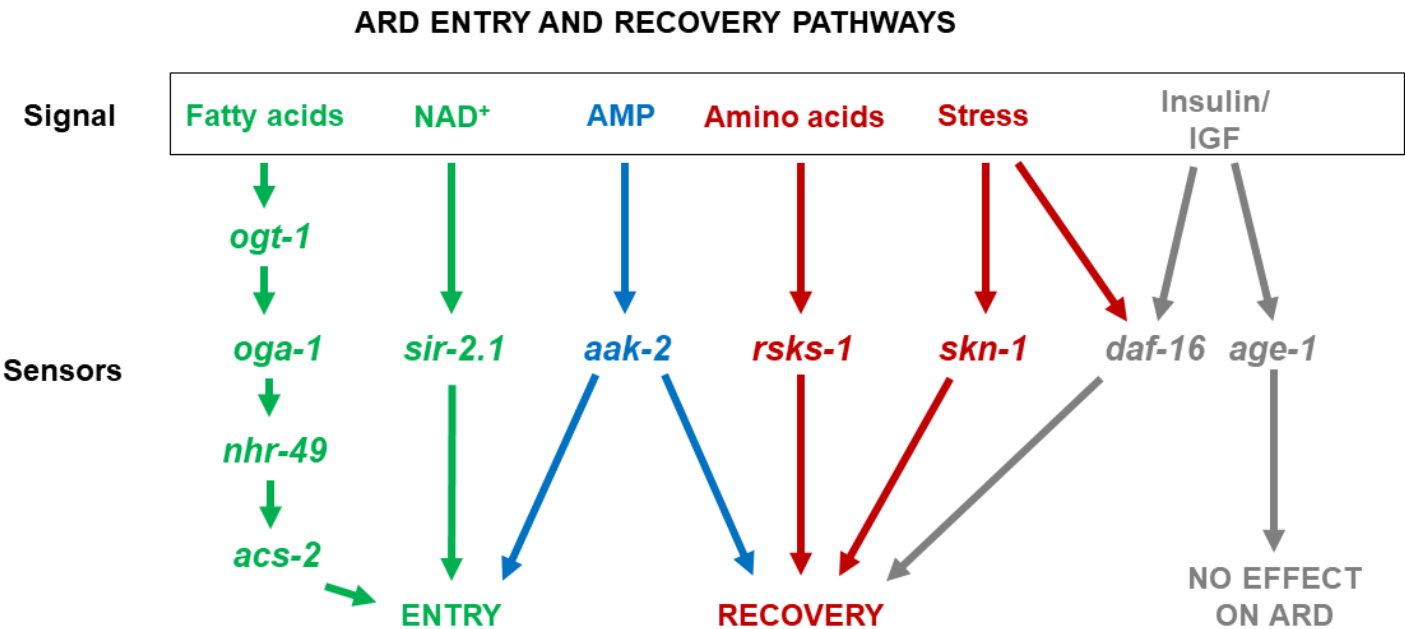 ARD ENTRY AND RECOVERY PATHWAYS
Signal
Fatty acids
NAD⁺
AMP
Amino acids
Stress
Insulin/
IGF
ogt-1
Sensors
oga-1
sir-2.1
aak-2
rsks-1
skn-1
daf-16
age-1
nhr-49
acs-2
ENTRY
RECOVERY
NO EFFECT
ON ARD